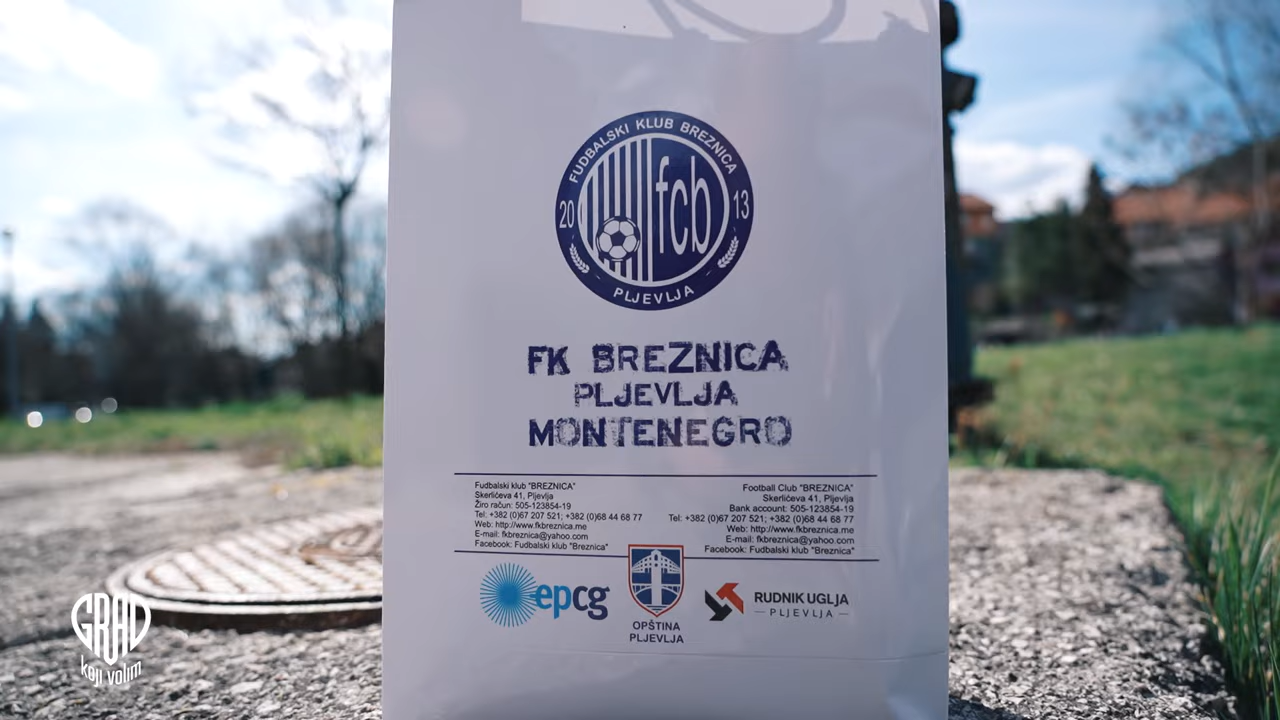 FUDBALSKI KLUB BREZNICA
2013
fcb
PLJEVLJA
FK BREZNICA
PLJEVLJA
MONTENEGRO
Fudbalski klub "BREZNICA"
Skerlićeva 41, Pljevlja
Žiro račun: 505-123854-19
Tel: +382 (0)67 207 521; +382 (0)68 44 68 77
Web: http://www.fkbreznica.me
E-mail: fkbreznica@yahoo.com
Facebook: Fudbalski klub "Breznica"
Football Club "BREZNICA"
Skerlićeva 41, Pljevlja
Bank account: 505-123854-19
Tel: +382 (0)67 207 521; +382 (0)68 44 68 77
Web: http://www.fkbreznica.me
E-mail: fkbreznica@yahoo.com
Facebook: Fudbalski klub "Breznica"
epcg
OPŠTINA
PLJEVLJA
RUDNIK UGLJA
PLJEVLJA
GRAD
koji volim